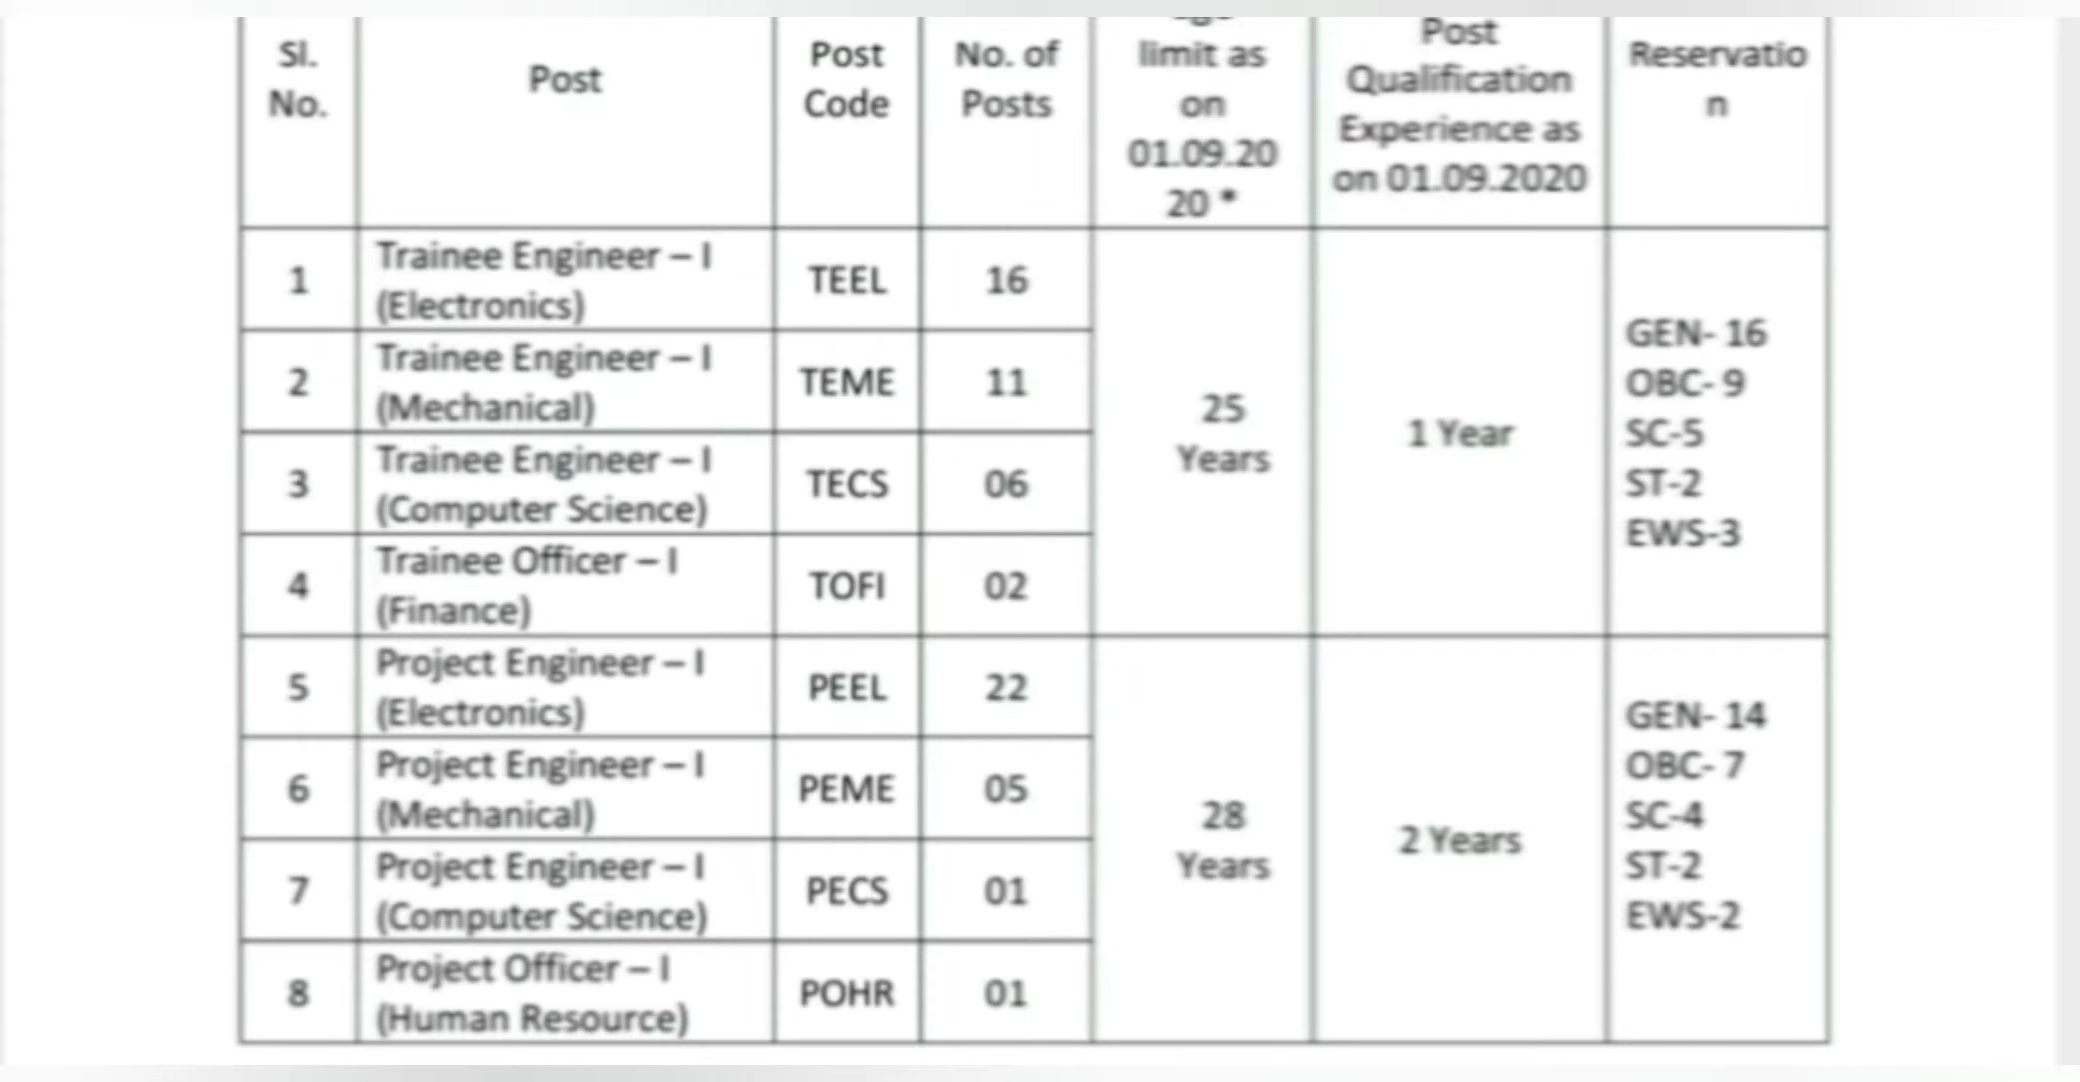 Sl.
No.
Post
Post
Code
No. of
Posts
limit as
on
01.09.20
20 *
Post
Qualification
Experience as
on 01.09.2020
Reservatio
n
1
Trainee Engineer – I
(Electronics)
TEEL
16
2
Trainee Engineer – I
(Mechanical)
TEME
11
3
Trainee Engineer – I
(Computer Science)
TECS
06
4
Trainee Officer – I
(Finance)
TOFI
02
25
Years
1 Year
GEN- 16
OBC- 9
SC-5
ST-2
EWS-3
5
Project Engineer – I
(Electronics)
PEEL
22
6
Project Engineer – I
(Mechanical)
PEME
05
7
Project Engineer – I
(Computer Science)
PECS
01
8
Project Officer – I
(Human Resource)
POHR
01
28
Years
2 Years
GEN- 14
OBC- 7
SC-4
ST-2
EWS-2